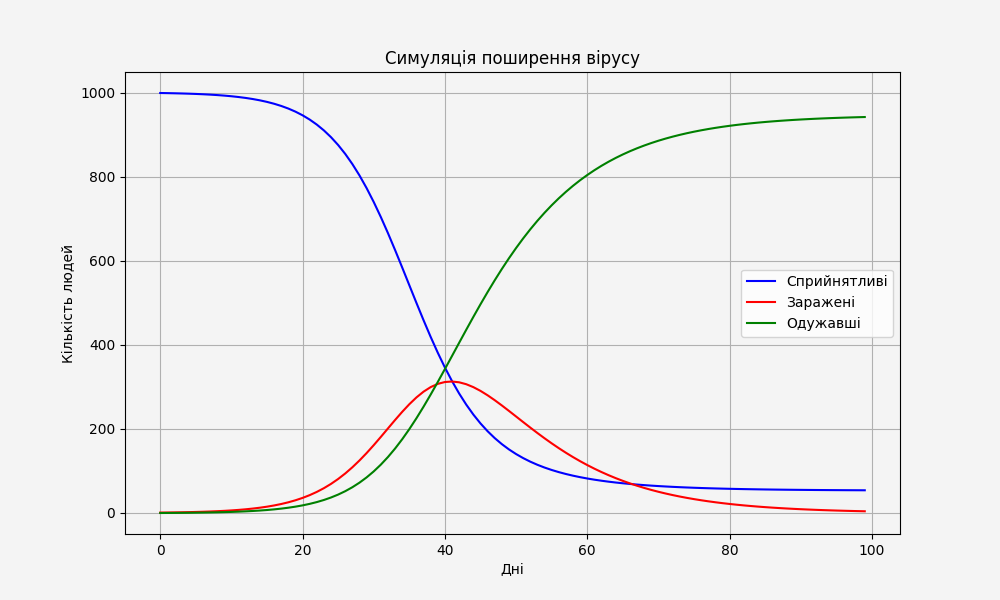 Симуляція поширення вірусу
Кількість людей
1000
800
600
400
200
0
Сприйнятливі
Заражені
Одужавші
0 20 40 60 80 100
Дні